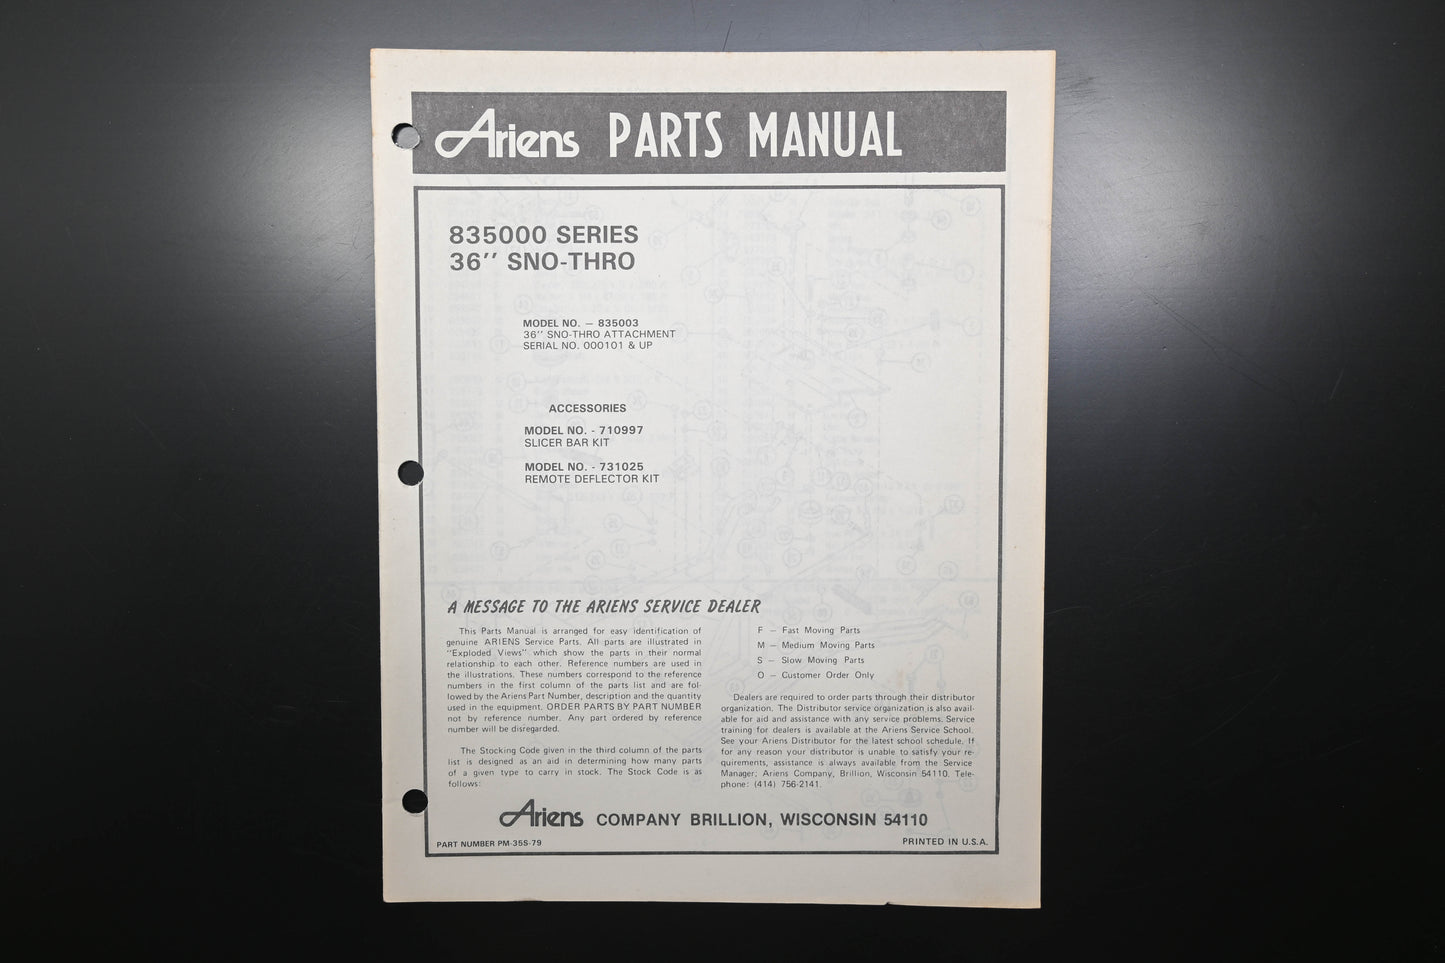 Ariens PARTS MANUAL
835000 SERIES
36" SNO-THRO
MODEL NO. – 835003
36" SNO-THRO ATTACHMENT
SERIAL NO. 000101 & UP
ACCESSORIES
MODEL NO. - 710997
SLICER BAR KIT
MODEL NO. - 731025
REMOTE DEFLECTOR KIT
A MESSAGE TO THE ARIENS SERVICE DEALER
This Parts Manual is arranged for easy identification of
genuine ARIENS Service Parts. All parts are illustrated in
"Exploded Views" which show the parts in their normal
relationship to each other. Reference numbers are used in
the illustrations. These numbers correspond to the reference
numbers in the first column of the parts list and are fol-
lowed by the Ariens Part Number, description and the quantity
used in the equipment. ORDER PARTS BY PART NUMBER
not by reference number. Any part ordered by reference
number will be disregarded.
The Stocking Code given in the third column of the parts
list is designed as an aid in determining how many parts
of a given type to carry in stock. The Stock Code is as
follows:
F – Fast Moving Parts
M – Medium Moving Parts
S – Slow Moving Parts
O – Customer Order Only
Dealers are required to order parts through their distributor
organization. The Distributor service organization is also avail-
able for aid and assistance with any service problems. Service
training for dealers is available at the Ariens Service School.
See your Ariens Distributor for the latest school schedule. If
for any reason your distributor is unable to satisfy your re-
quirements, assistance is always available from the Service
Manager; Ariens Company, Brillion, Wisconsin 54110. Tele-
phone: (414) 756-2141.
Ariens COMPANY BRILLION, WISCONSIN 54110
PART NUMBER PM-35S-79
PRINTED IN U.S.A.